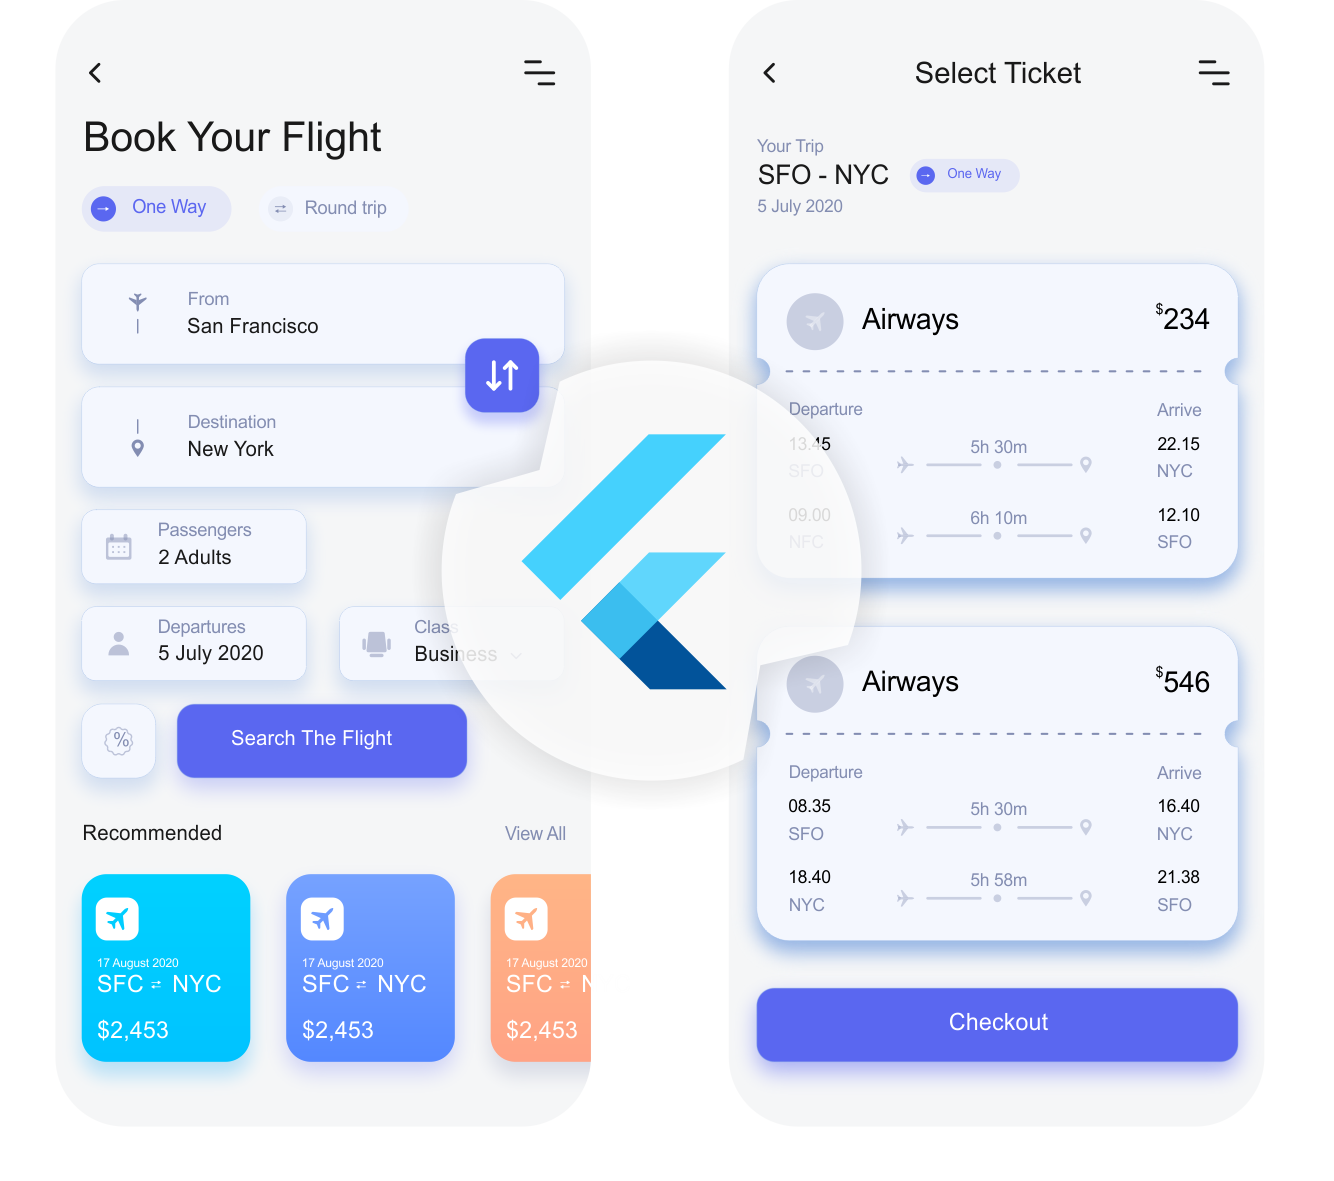 Book Your Flight
One Way
Round trip
From
San Francisco
Destination
New York
Passengers
2 Adults
Departures
5 July 2020
Class
Business
%
Search The Flight
Recommended
View All
17 August 2020
SFC ⇄ NYC
$2,453
17 August 2020
SFC ⇄ NYC
$2,453
17 August 2020
SFC ⇄ N
$2,453
Select Ticket
Your Trip
SFO - NYC
One Way
5 July 2020
Airways
$234
Departure
Arrive
13.45
5h 30m
22.15
SFO
NYC
09.00
6h 10m
12.10
NFC
SFO
Airways
$546
Departure
Arrive
08.35
5h 30m
16.40
SFO
NYC
18.40
5h 58m
21.38
NYC
SFO
Checkout